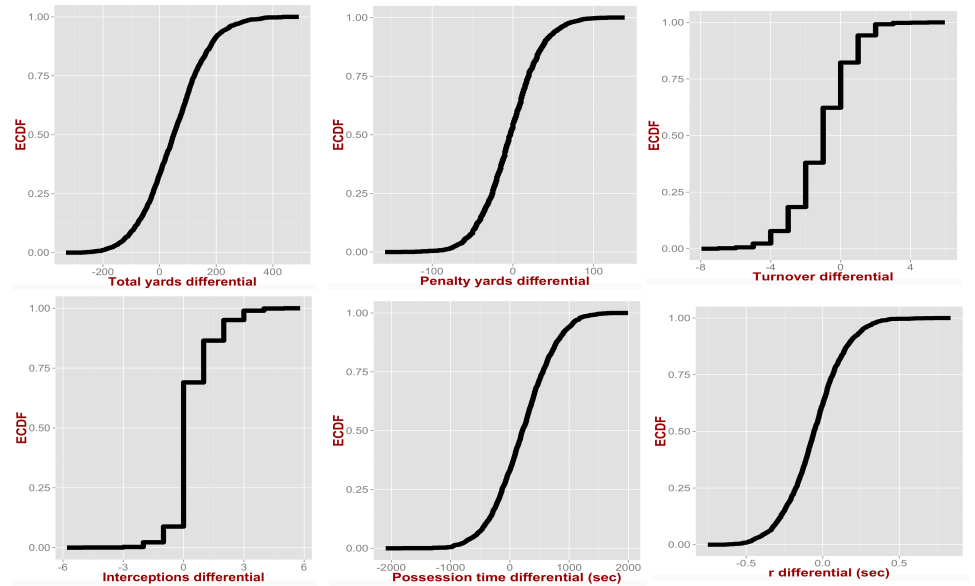 1.00
0.75
0.50
0.25
0.00
ECDF
-200 0 200 400
Total yards differential
1.00
0.75
0.50
0.25
0.00
ECDF
-100 0 100
Penalty yards differential
1.00
0.75
0.50
0.25
0.00
ECDF
-8 -4 0 4
Turnover differential
1.00
0.75
0.50
0.25
0.00
ECDF
-6 -3 0 3 6
Interceptions differential
1.00
0.75
0.50
0.25
0.00
ECDF
-2000 -1000 0 1000 2000
Possession time differential (sec)
1.00
0.75
0.50
0.25
0.00
ECDF
-0.5 0.0 0.5
r differential (sec)